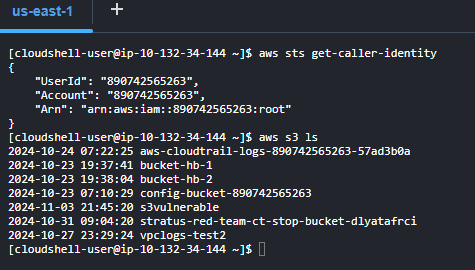 us-east-1 +
[cloudshell-user@ip-10-132-34-144 ~]$ aws sts get-caller-identity
{
    "UserId": "890742565263",
    "Account": "890742565263",
    "Arn": "arn:aws:iam::890742565263:root"
}
[cloudshell-user@ip-10-132-34-144 ~]$ aws s3 ls
2024-10-24 07:22:25 aws-cloudtrail-logs-890742565263-57ad3b0a
2024-10-23 19:37:41 bucket-hb-1
2024-10-23 19:38:04 bucket-hb-2
2024-10-23 07:10:29 config-bucket-890742565263
2024-11-03 21:45:20 s3vulnerable
2024-10-31 09:04:20 stratus-red-team-ct-stop-bucket-dlyatafrci
2024-10-27 23:29:24 vpclogs-test2
[cloudshell-user@ip-10-132-34-144 ~]$